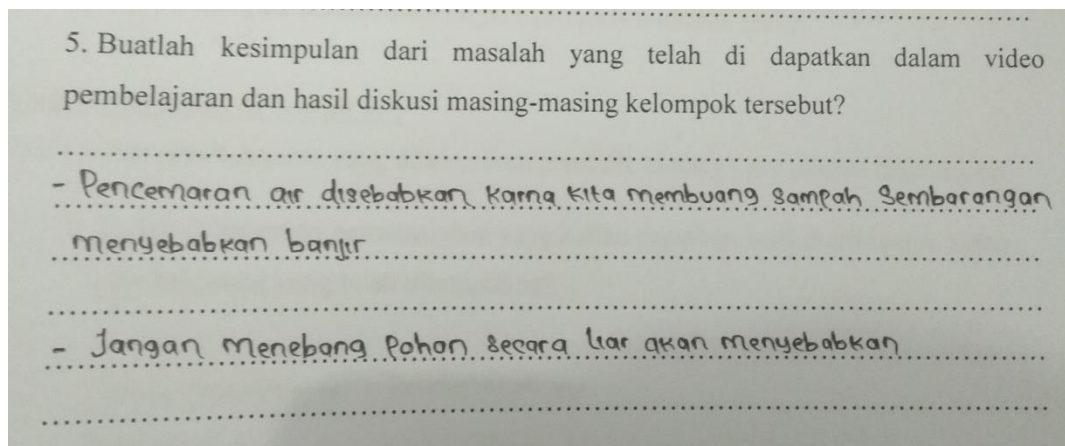 5. Buatlah kesimpulan dari masalah yang telah di dapatkan dalam video
pembelajaran dan hasil diskusi masing-masing kelompok tersebut?
- Pencemaran air disebabkan karna kita membuang sampah Sembarangan
menyebabkan banjir
- Jangan menebang Pohon secara liar akan menyebabkan